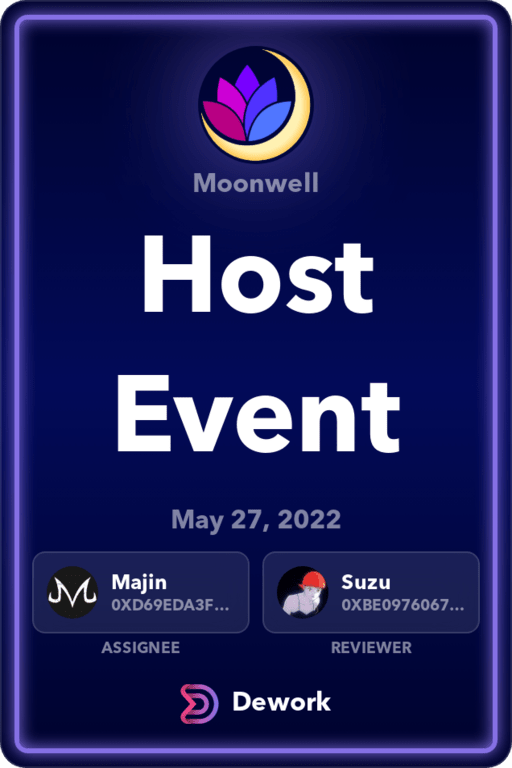 Moonwell
Host
Event
May 27, 2022
Majin
0XD69EDA3F...
Suzu
0XBE0976067...
ASSIGNEE
REVIEWER
Dework